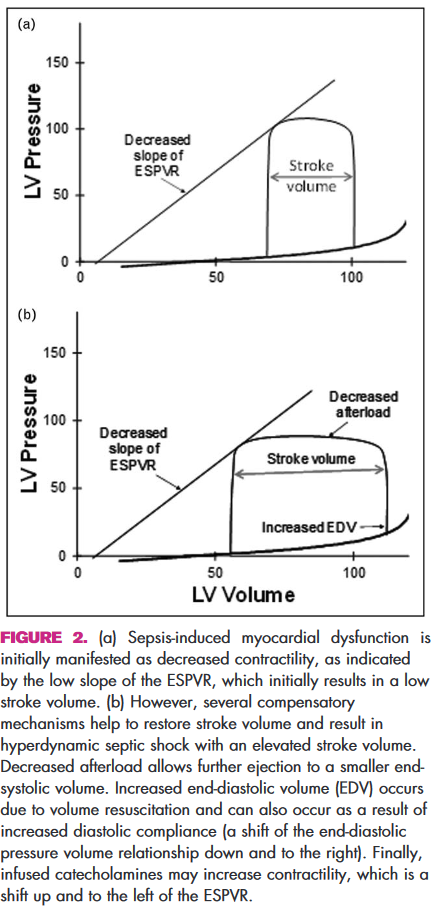 (a)
150
100
50
0
LV Pressure
Decreased
slope of
ESPVR
Stroke
volume
0
50
100
(b)
150
100
50
0
LV Pressure
Decreased
slope of
ESPVR
Decreased
afterload
Stroke volume
Increased EDV
0
50
100
LV Volume
FIGURE 2. (a) Sepsis-induced myocardial dysfunction is
initially manifested as decreased contractility, as indicated
by the low slope of the ESPVR, which initially results in a low
stroke volume. (b) However, several compensatory
mechanisms help to restore stroke volume and result in
hyperdynamic septic shock with an elevated stroke volume.
Decreased afterload allows further ejection to a smaller end-
systolic volume. Increased end-diastolic volume (EDV) occurs
due to volume resuscitation and can also occur as a result of
increased diastolic compliance (a shift of the end-diastolic
pressure volume relationship down and to the right). Finally,
infused catecholamines may increase contractility, which is a
shift up and to the left of the ESPVR.